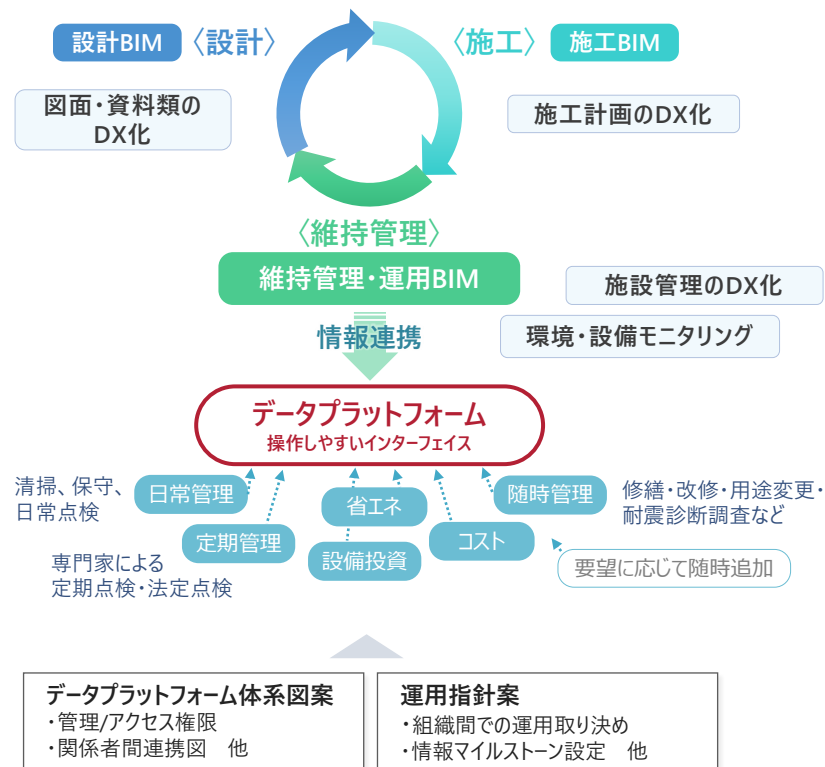 設計BIM 〈設計〉
〈施工〉 施工BIM
図面・資料類の
DX化
施工計画のDX化
〈維持管理〉
維持管理・運用BIM
施設管理のDX化
情報連携
環境・設備モニタリング
データプラットフォーム
操作しやすいインターフェイス
清掃、保守、
日常点検
日常管理
省エネ
随時管理
修繕・改修・用途変更・
耐震診断調査など
定期管理
設備投資
コスト
専門家による
定期点検・法定点検
要望に応じて随時追加
データプラットフォーム体系図案
・管理/アクセス権限
・関係者間連携図 他
運用指針案
・組織間での運用取り決め
・情報マイルストーン設定 他